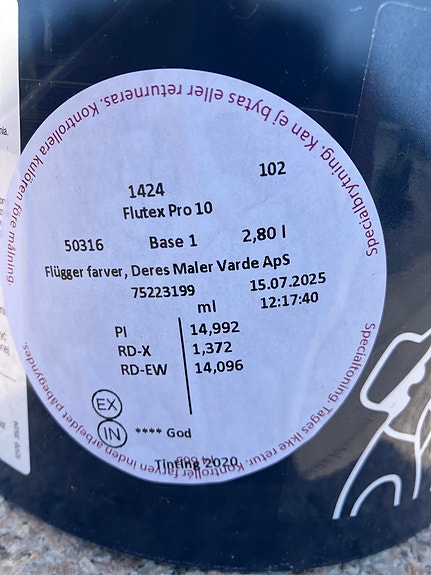 Specialbrytning. Kan ej bytas eller returneras. Kontrollera kulören före målning.
102
1424
Flutex Pro 10
50316 Base 1 2,80 l
Flügger farver, Deres Maler Varde ApS
75223199 15.07.2025
ml 12:17:40
PI 14,992
RD-X 1,372
RD-EW 14,096
EX
IN **** God
Tinting 2020
Specialtoning. Tages ikke retur. Kontrollér farven inden arbejdet påbegyndes.